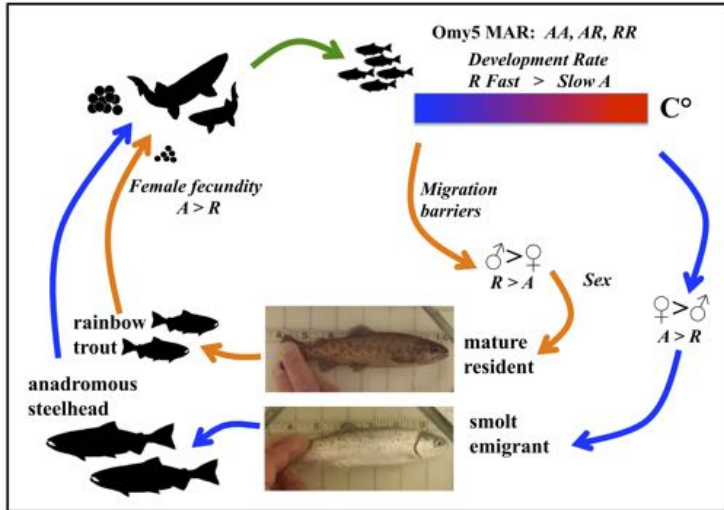 Omy5 MAR: AA, AR, RR
Development Rate
R Fast > Slow A
C°
Female fecundity
A > R
Migration
barriers
♂>♀
R > A
Sex
♀>♂
A > R
rainbow
trout
mature
resident
anadromous
steelhead
smolt
emigrant